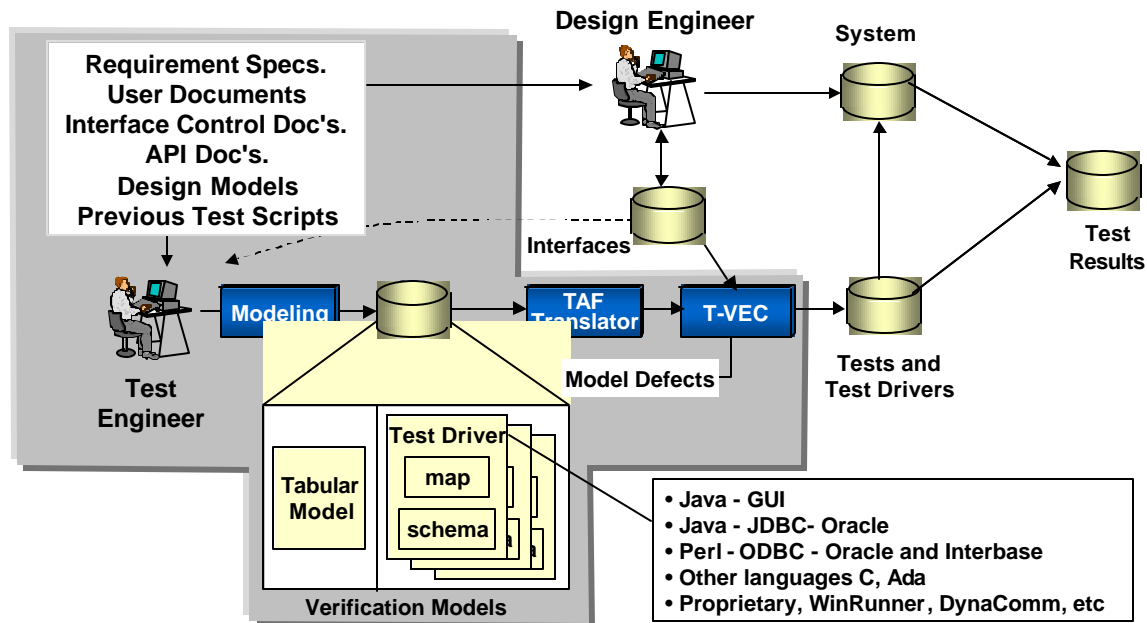 Design Engineer
System
Requirement Specs.
User Documents
Interface Control Doc's.
API Doc's.
Design Models
Previous Test Scripts
Interfaces
Test
Results
Modeling
TAF
Translator
T-VEC
Test
Engineer
Model Defects
Tests and
Test Drivers
Tabular
Model
Test Driver
map
schema
a
a
Verification Models
• Java - GUI
• Java - JDBC- Oracle
• Perl - ODBC - Oracle and Interbase
• Other languages C, Ada
• Proprietary, WinRunner, DynaComm, etc